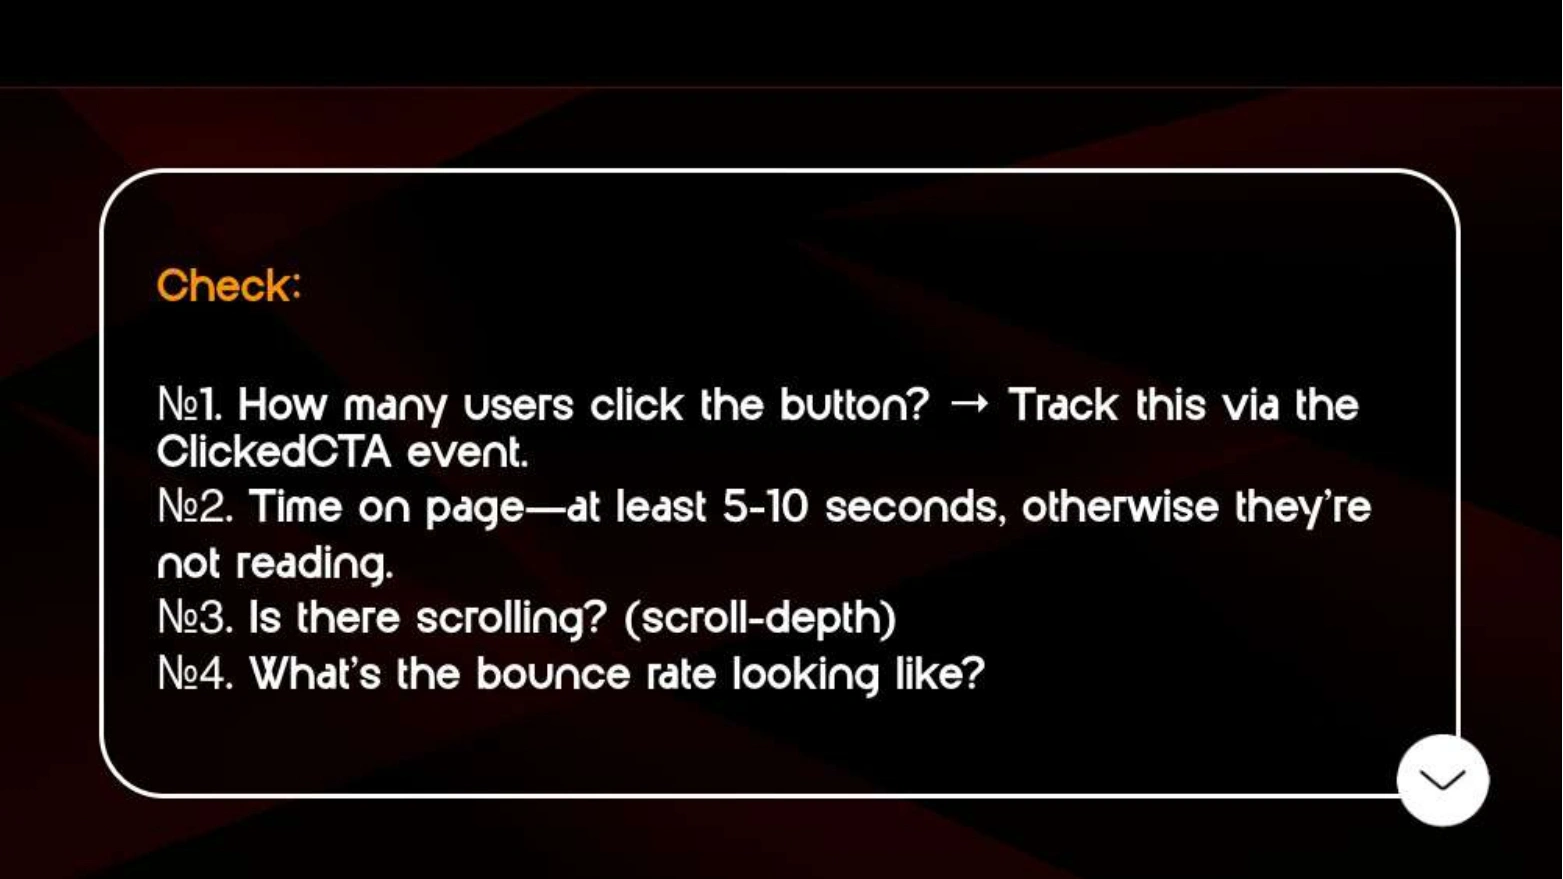 Check:
№1. How many users click the button? → Track this via the
ClickedCTA event.
№2. Time on page—at least 5-10 seconds, otherwise they’re
not reading.
№3. Is there scrolling? (scroll-depth)
№4. What’s the bounce rate looking like?